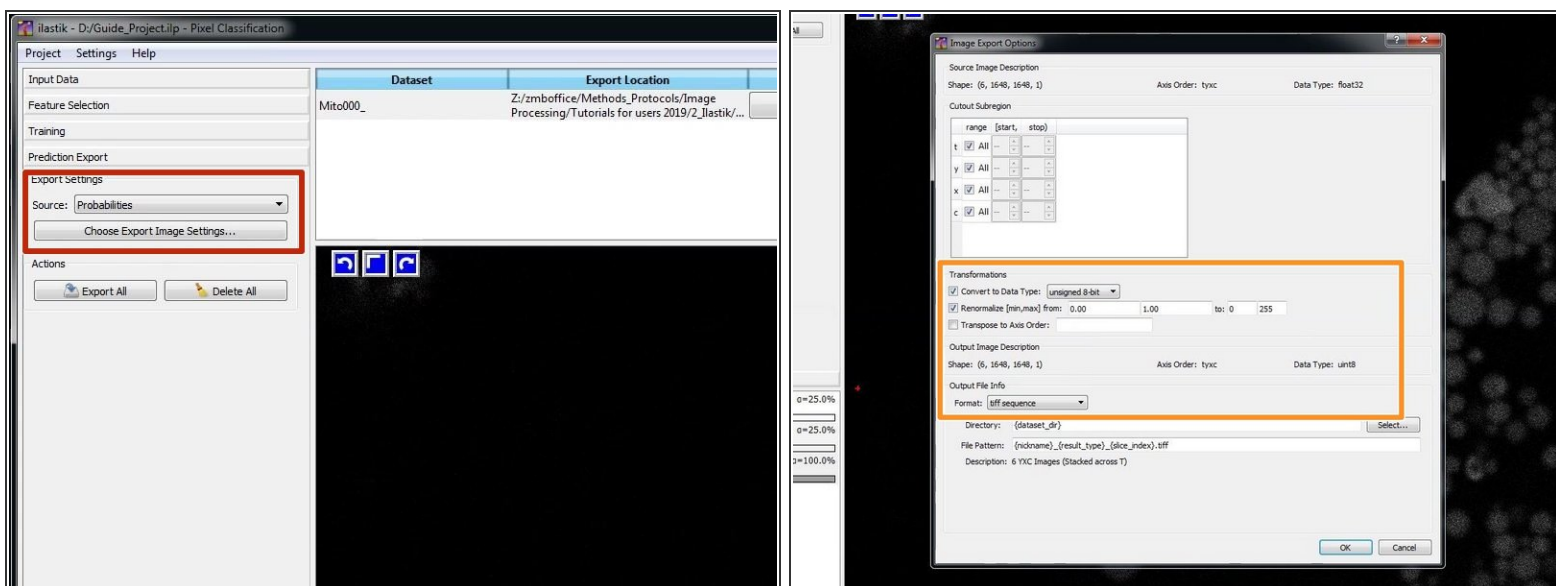 ilastik - D:/Guide_Project.ilp - Pixel Classification
Project Settings Help
Input Data
Feature Selection
Training
Prediction Export
Export Settings
Source: Probabilities
Choose Export Image Settings...
Actions
Export All Delete All
Dataset Export Location
Mito000_ Z:/zmboffice/Methods_Protocols/Image
Processing/Tutorials for users 2019/2_Ilastik/...
All
Image Export Options
Source Image Description
Shape: (6, 1648, 1648, 1) Axis Order: tyxc Data Type: float32
Cutout Subregion
range [start, stop)
t All -- --
y All -- --
x All -- --
c All -- --
Transformations
Convert to Data Type: unsigned 8-bit
Renormalize [min,max] from: 0.00 1.00 to: 0 255
Transpose to Axis Order:
Output Image Description
Shape: (6, 1648, 1648, 1) Axis Order: tyxc Data Type: uint8
Output File Info
Format: tiff sequence
Directory: {dataset_dir} Select...
File Pattern: {nickname}_{result_type}_{slice_index}.tiff
Description: 6 YXC Images (Stacked across T)
OK Cancel
o=25.0%
o=25.0%
=100.0%